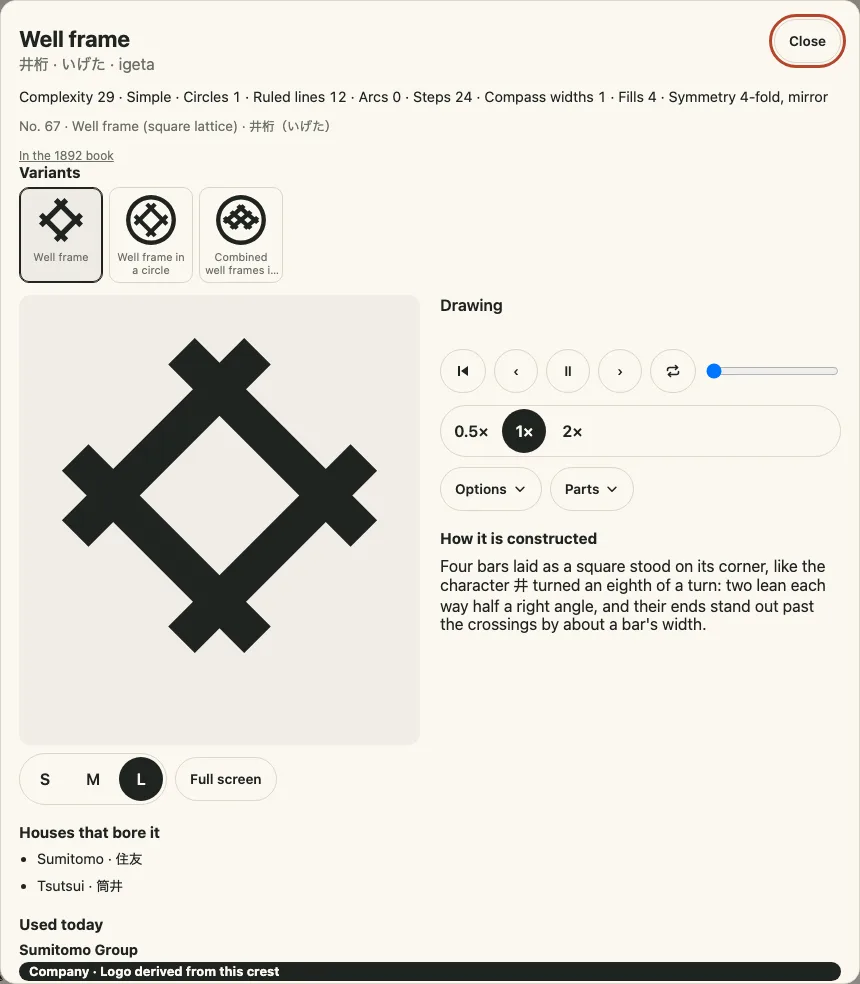 Well frame
Close
井桁 · いげた · igeta
Complexity 29 · Simple · Circles 1 · Ruled lines 12 · Arcs 0 · Steps 24 · Compass widths 1 · Fills 4 · Symmetry 4-fold, mirror
No. 67 · Well frame (square lattice) · 井桁（いげた）
In the 1892 book
Variants
Well frame
Well frame in
a circle
Combined
well frames i...
Drawing
0.5×
1×
2×
Options
Parts
How it is constructed
Four bars laid as a square stood on its corner, like the
character 井 turned an eighth of a turn: two lean each
way half a right angle, and their ends stand out past
the crossings by about a bar's width.
S
M
L
Full screen
Houses that bore it
• Sumitomo · 住友
• Tsutsui · 筒井
Used today
Sumitomo Group
Company · Logo derived from this crest